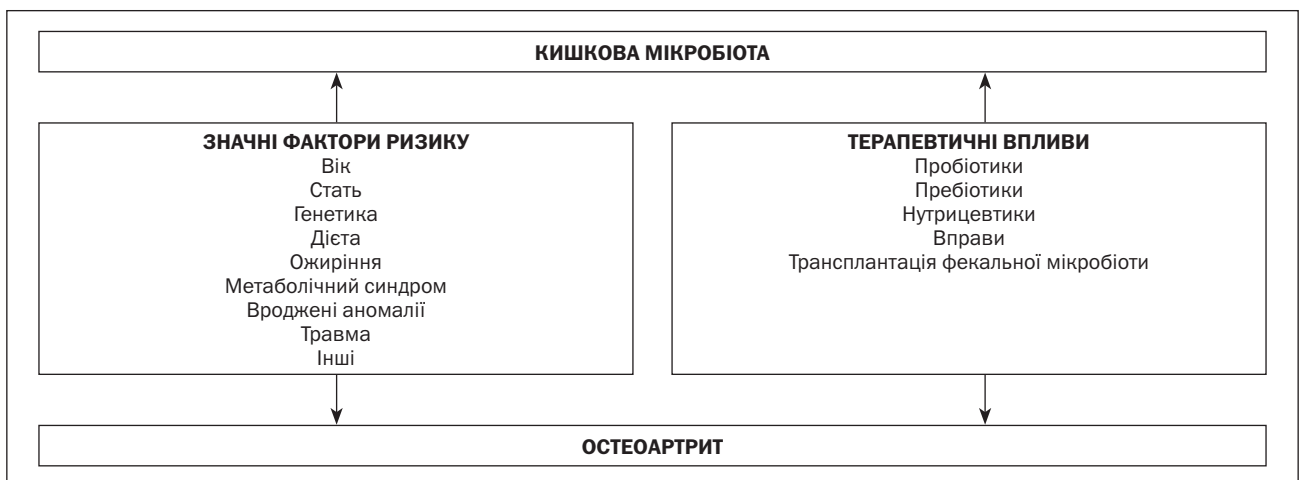 КИШКОВА МІКРОБІОТА
ЗНАЧНІ ФАКТОРИ РИЗИКУ
Вік
Стать
Генетика
Дієта
Ожиріння
Метаболічний синдром
Вроджені аномалії
Травма
Інші
ТЕРАПЕВТИЧНІ ВПЛИВИ
Пробіотики
Пребіотики
Нутрицевтики
Вправи
Трансплантація фекальної мікробіоти
ОСТЕОАРТРИТ